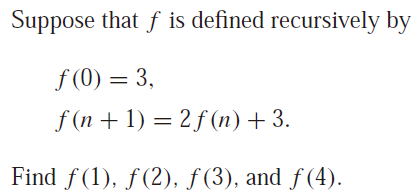 Suppose that f is defined recursively by
f(0) = 3,
f(n + 1) = 2f(n) + 3.
Find f(1), f(2), f(3), and f(4).